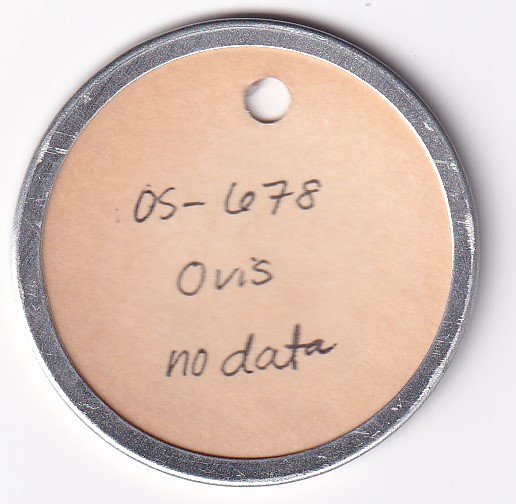 OS-678
Ovis
no data